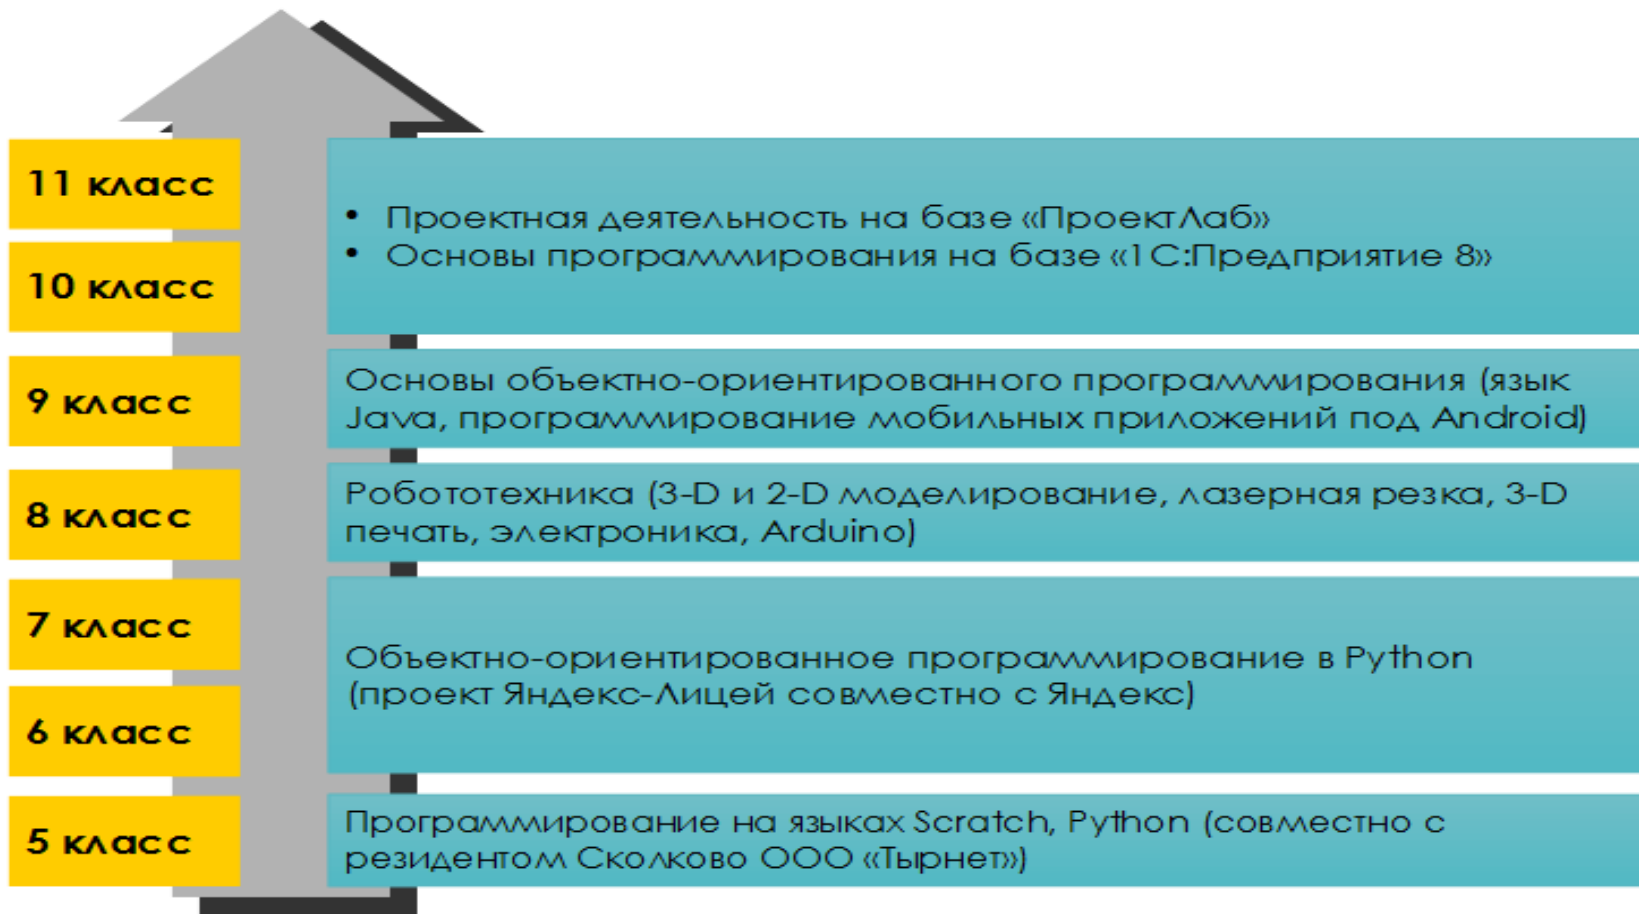 11 класс
• Проектная деятельность на базе «ПроектЛаб»
• Основы программирования на базе «1С:Предприятие 8»
10 класс
9 класс
Основы объектно-ориентированного программирования (язык
Java, программирование мобильных приложений под Android)
8 класс
Робототехника (3-D и 2-D моделирование, лазерная резка, 3-D
печать, электроника, Arduino)
7 класс
Объектно-ориентированное программирование в Python
(проект Яндекс-Лицей совместно с Яндекс)
6 класс
5 класс
Программирование на языках Scratch, Python (совместно с
резидентом Сколково ООО «Тырнет»)